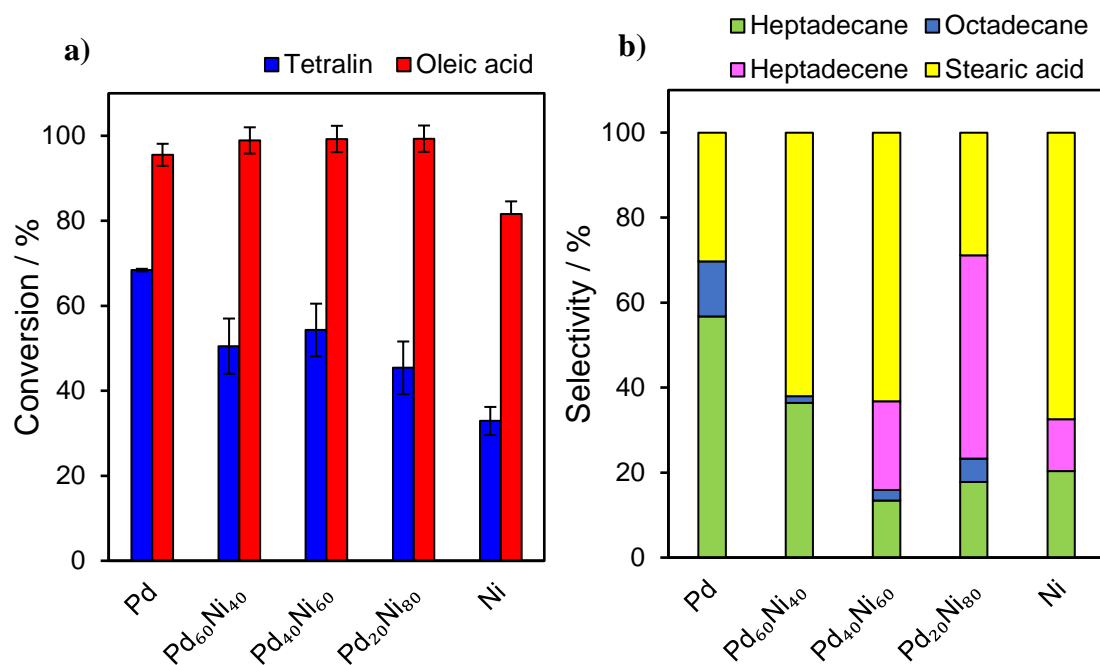 a)
Tetralin Oleic acid
Conversion / %
100
80
60
40
20
0
Pd
Pd₆₀Ni₄₀
Pd₄₀Ni₆₀
Pd₂₀Ni₈₀
Ni
b)
Heptadecane Octadecane
Heptadecene Stearic acid
Selectivity / %
100
80
60
40
20
0
Pd
Pd₆₀Ni₄₀
Pd₄₀Ni₆₀
Pd₂₀Ni₈₀
Ni